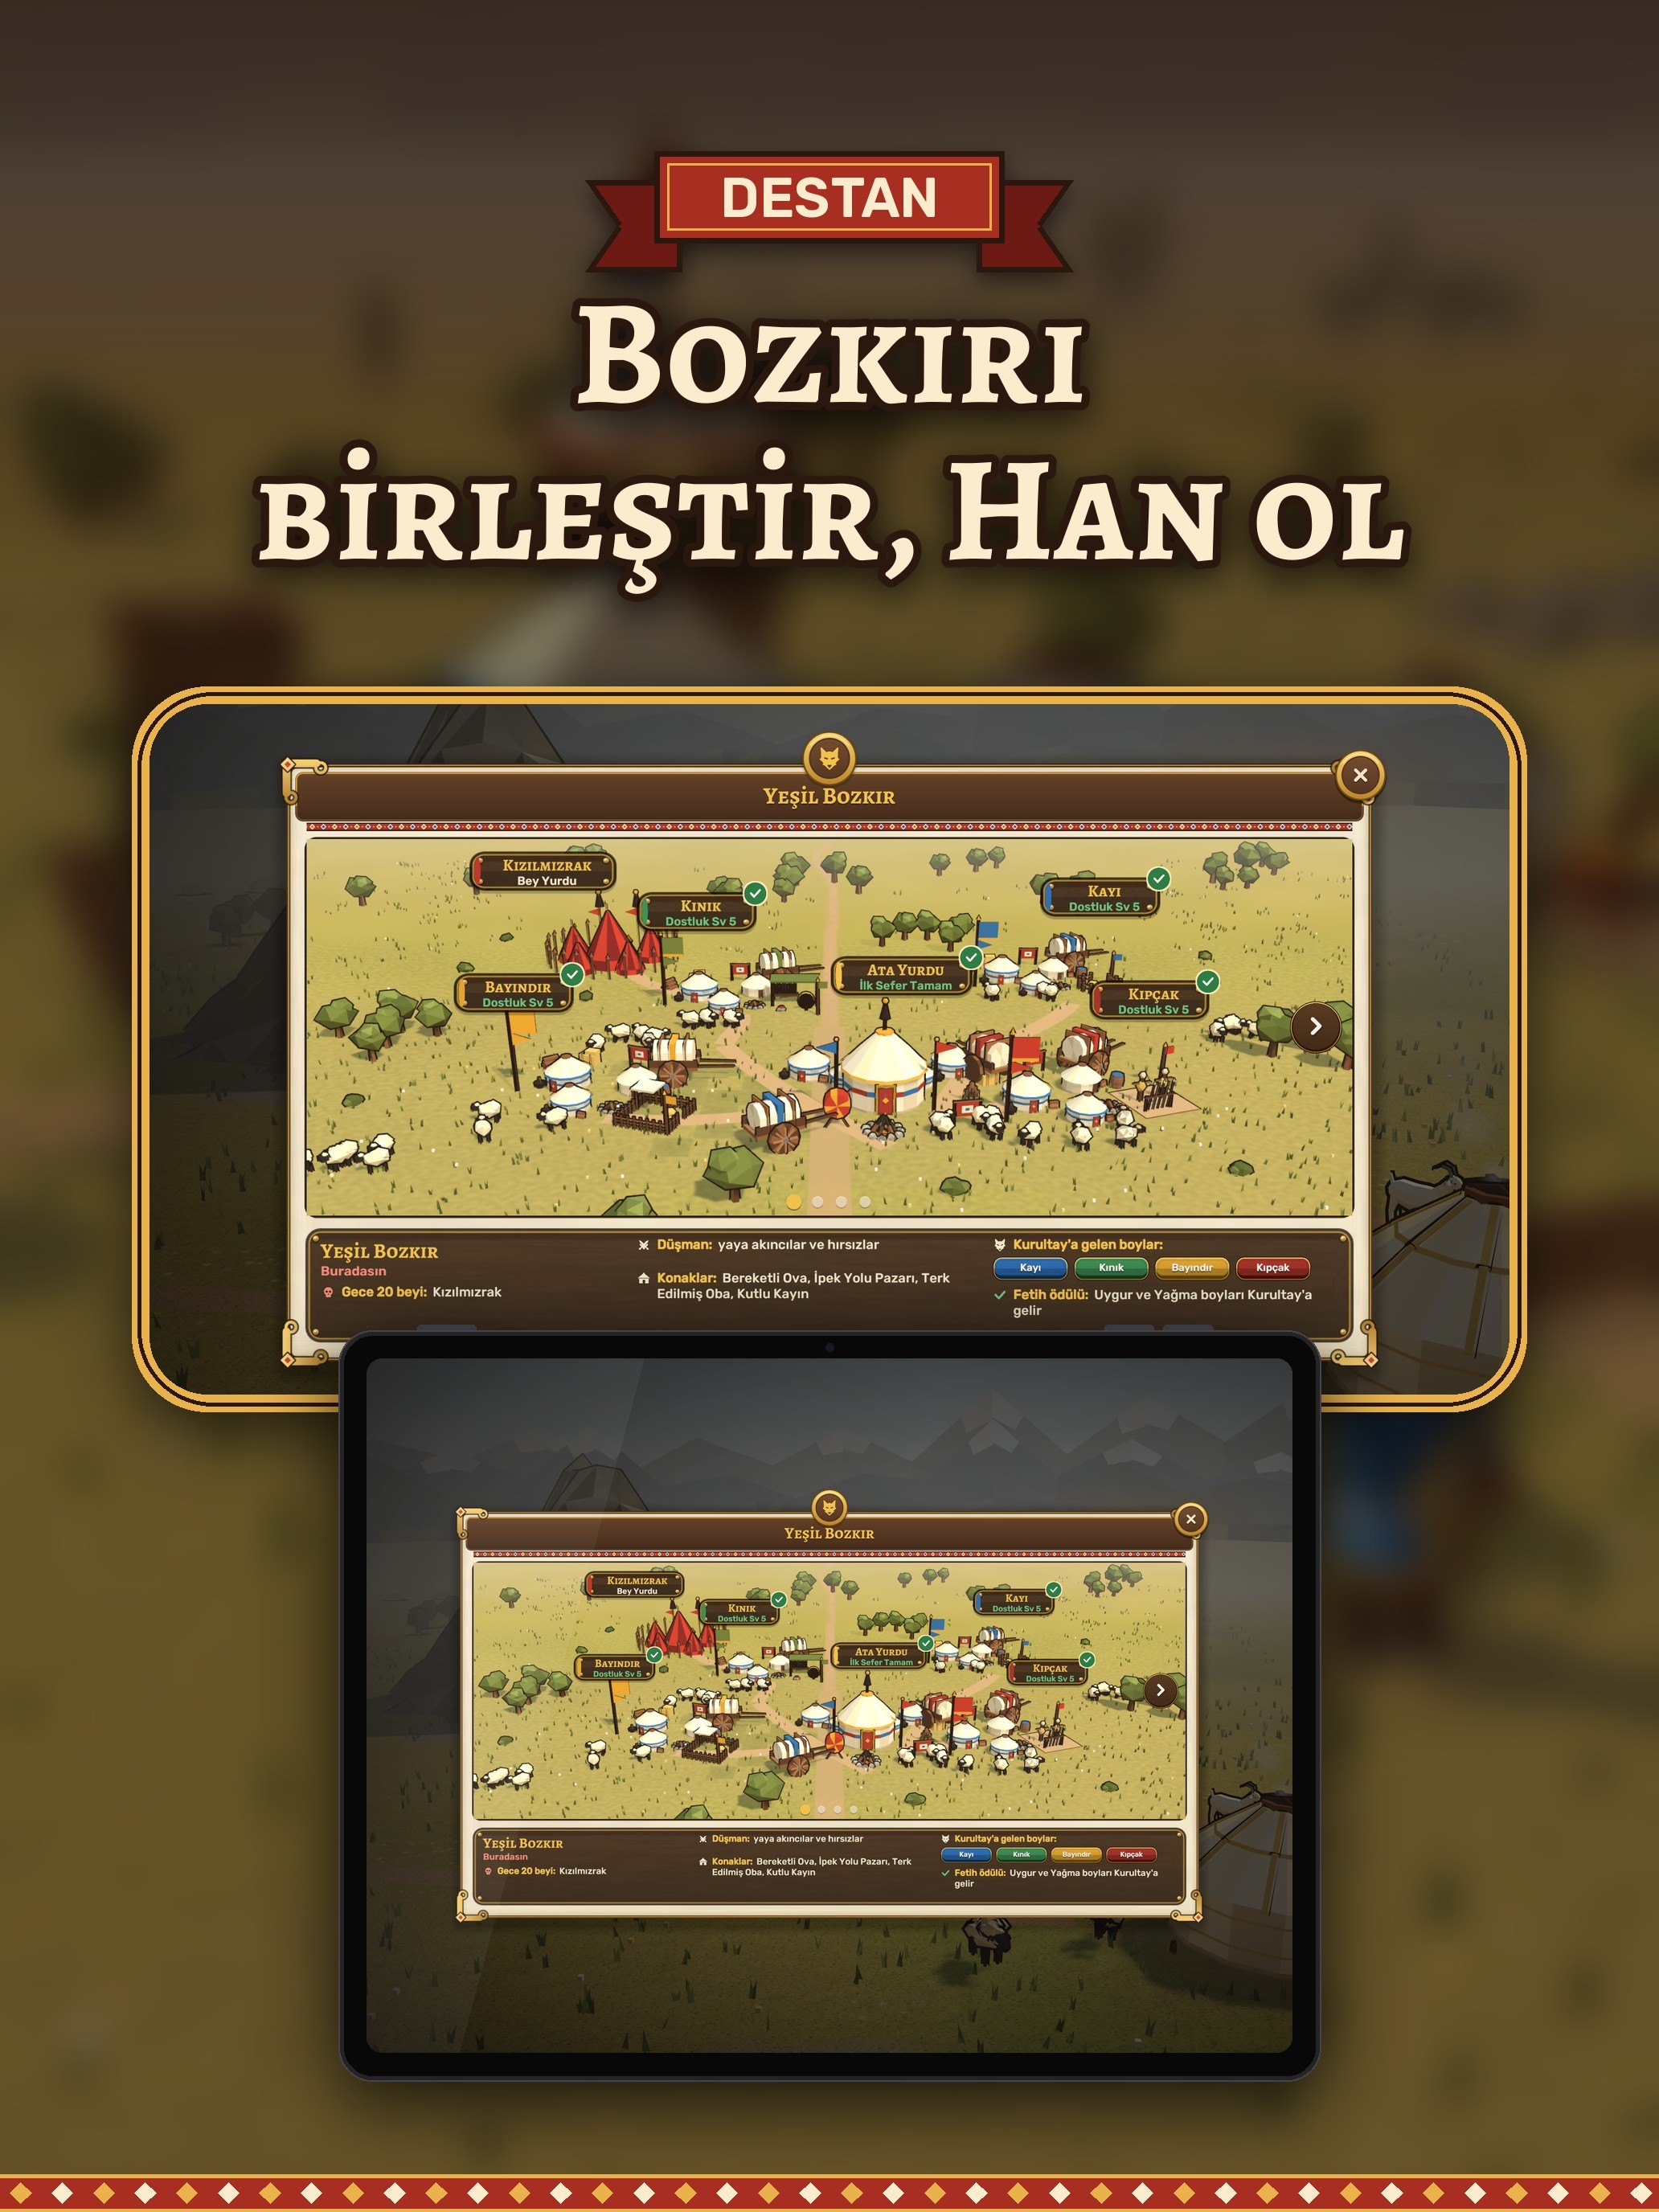 DESTAN
Bozkırı
birleştir, Han ol
Yeşil Bozkır
Kızılmızrak
Bey Yurdu
Kınık
Dostluk Sv 5
Kayı
Dostluk Sv 5
Bayındır
Dostluk Sv 5
Ata Yurdu
İlk Sefer Tamam
Kıpçak
Dostluk Sv 5
Yeşil Bozkır
Buradasın
Gece 20 beyi: Kızılmızrak
Düşman: yaya akıncılar ve hırsızlar
Konaklar: Bereketli Ova, İpek Yolu Pazarı, Terk
Edilmiş Oba, Kutlu Kayın
Kurultay'a gelen boylar:
Kayı Kınık Bayındır Kıpçak
Fetih ödülü: Uygur ve Yağma boyları Kurultay'a
gelir
Yeşil Bozkır
Kızılmızrak
Bey Yurdu
Kınık
Dostluk Sv 5
Kayı
Dostluk Sv 5
Bayındır
Dostluk Sv 5
Ata Yurdu
İlk Sefer Tamam
Kıpçak
Dostluk Sv 5
Yeşil Bozkır
Buradasın
Gece 20 beyi: Kızılmızrak
Düşman: yaya akıncılar ve hırsızlar
Konaklar: Bereketli Ova, İpek Yolu Pazarı, Terk
Edilmiş Oba, Kutlu Kayın
Kurultay'a gelen boylar:
Kayı Kınık Bayındır Kıpçak
Fetih ödülü: Uygur ve Yağma boyları Kurultay'a
gelir